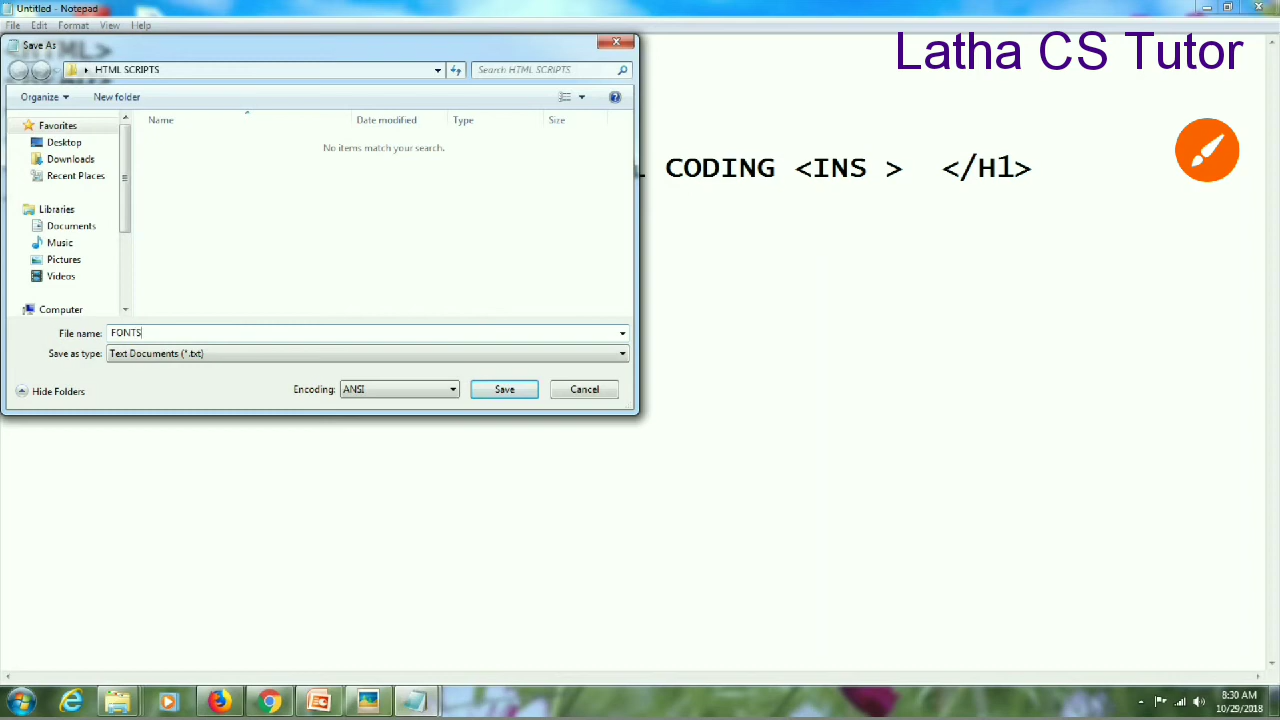 Untitled - Notepad
File Edit Format View Help
Save As
HTML SCRIPTS
Search HTML SCRIPTS
Organize New folder
Name Date modified Type Size
No items match your search.
Favorites
Desktop
Downloads
Recent Places
Libraries
Documents
Music
Pictures
Videos
Computer
File name: FONTS
Save as type: Text Documents (*.txt)
Hide Folders Encoding: ANSI Save Cancel
Latha CS Tutor
CODING <INS > </H1>
8:30 AM
10/29/2018